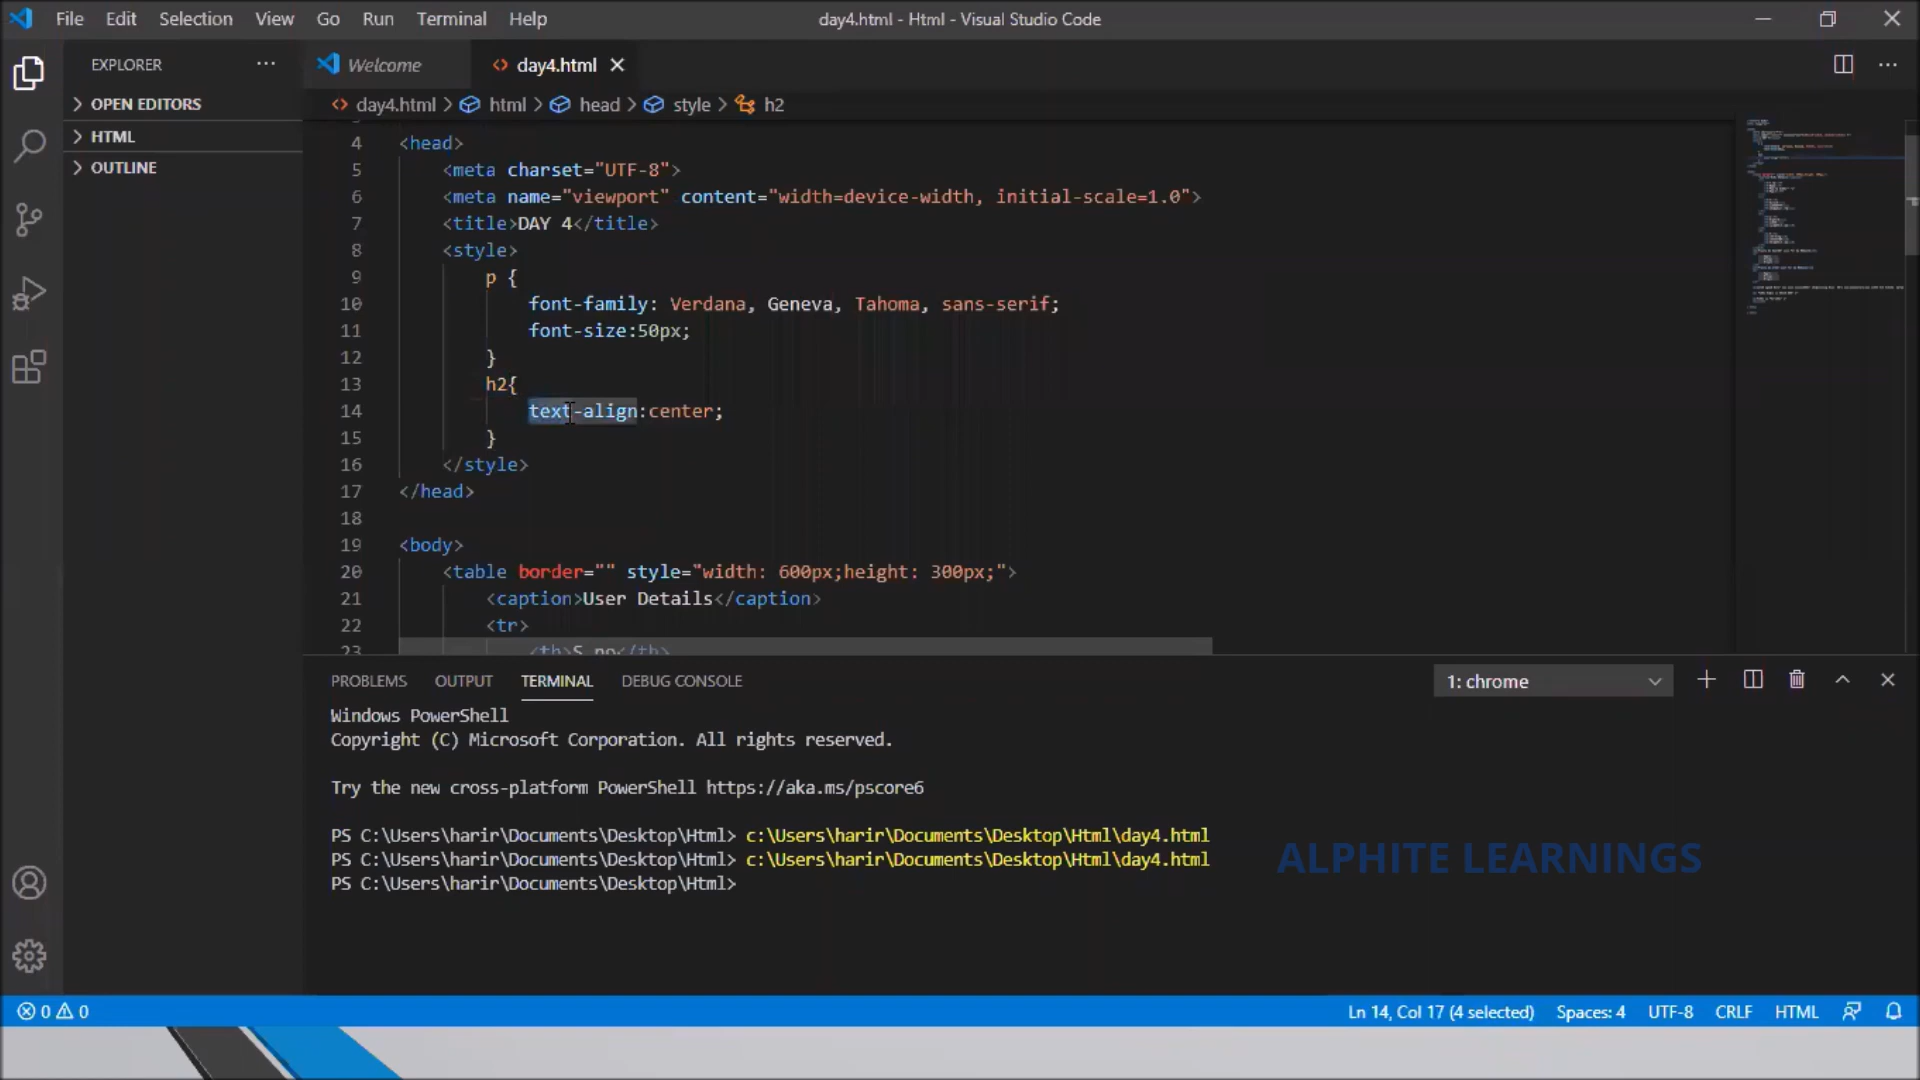 File Edit Selection View Go Run Terminal Help day4.html - Html - Visual Studio Code
EXPLORER
OPEN EDITORS
HTML
OUTLINE
Welcome day4.html
day4.html > html > head > style > h2
4 <head>
5 <meta charset="UTF-8">
6 <meta name="viewport" content="width=device-width, initial-scale=1.0">
7 <title>DAY 4</title>
8 <style>
9 p {
10 font-family: Verdana, Geneva, Tahoma, sans-serif;
11 font-size:50px;
12 }
13 h2{
14 text-align:center;
15 }
16 </style>
17 </head>
18
19 <body>
20 <table border="" style="width: 600px;height: 300px;">
21 <caption>User Details</caption>
22 <tr>
23 <th>S no</th>
PROBLEMS OUTPUT TERMINAL DEBUG CONSOLE 1: chrome
Windows PowerShell
Copyright (C) Microsoft Corporation. All rights reserved.
Try the new cross-platform PowerShell https://aka.ms/pscore6
PS C:\Users\harir\Documents\Desktop\Html> c:\Users\harir\Documents\Desktop\Html\day4.html
PS C:\Users\harir\Documents\Desktop\Html> c:\Users\harir\Documents\Desktop\Html\day4.html
PS C:\Users\harir\Documents\Desktop\Html>
ALPHITE LEARNINGS
0 0 Ln 14, Col 17 (4 selected) Spaces: 4 UTF-8 CRLF HTML